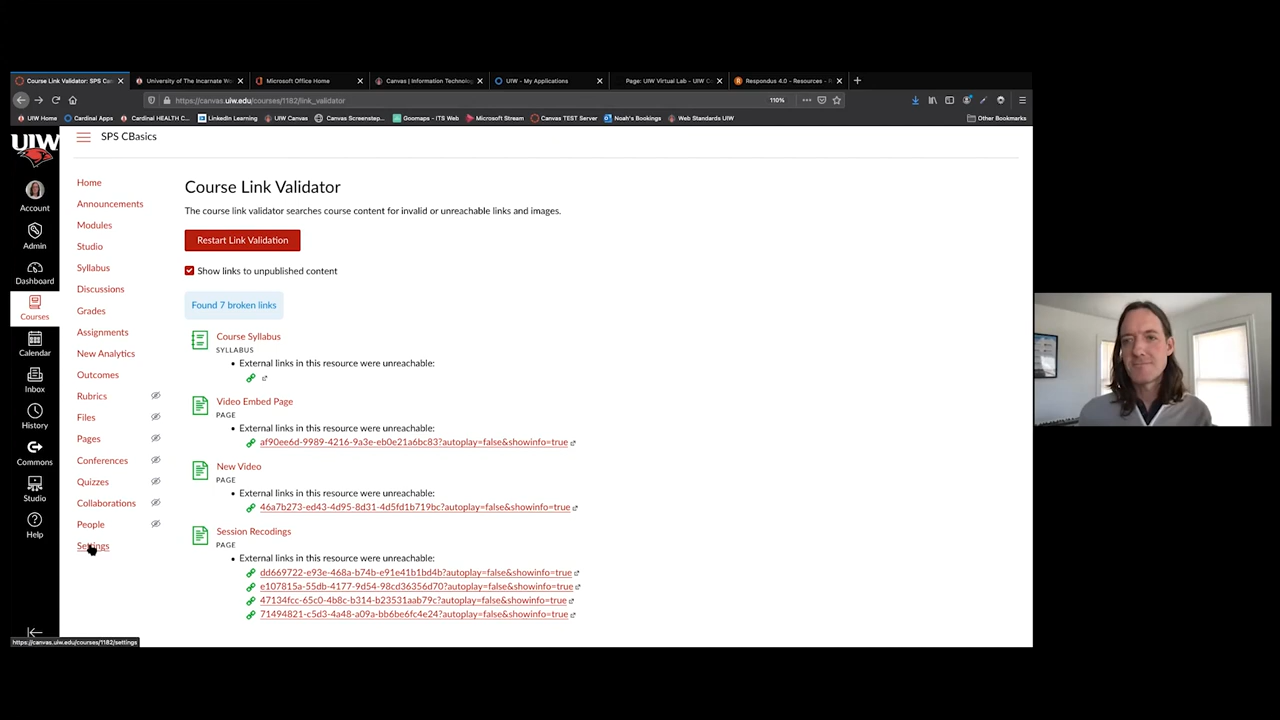 Course Link Validator: SPS Can
University of The Incarnate Wo
Microsoft Office Home
Canvas | Information Technolo
UIW - My Applications
Page: UIW Virtual Lab - UIW C
Respondus 4.0 - Resources - R
https://canvas.uiw.edu/courses/1182/link_validator
110%
UIW Home
Cardinal Apps
Cardinal HEALTH C...
LinkedIn Learning
UIW Canvas
Canvas Screenstep...
Goomaps - ITS Web
Microsoft Stream
Canvas TEST Server
Noah's Bookings
Web Standards UIW
Other Bookmarks
UIW
Account
Admin
Dashboard
Courses
Calendar
Inbox
History
Commons
Studio
Help
SPS CBasics
Home
Announcements
Modules
Studio
Syllabus
Discussions
Grades
Assignments
New Analytics
Outcomes
Rubrics
Files
Pages
Conferences
Quizzes
Collaborations
People
Settings
Course Link Validator
The course link validator searches course content for invalid or unreachable links and images.
Restart Link Validation
Show links to unpublished content
Found 7 broken links
Course Syllabus
SYLLABUS
• External links in this resource were unreachable:
Video Embed Page
PAGE
• External links in this resource were unreachable:
af90ee6d-9989-4216-9a3e-eb0e21a6bc83?autoplay=false&showinfo=true
New Video
PAGE
• External links in this resource were unreachable:
46a7b273-ed43-4d95-8d31-4d5fd1b719bc?autoplay=false&showinfo=true
Session Recodings
PAGE
• External links in this resource were unreachable:
dd669722-e93e-468a-b74b-e91e41b1bd4b?autoplay=false&showinfo=true
e107815a-55db-4177-9d54-98cd36356d70?autoplay=false&showinfo=true
47134fcc-65c0-4b8c-b314-b23531aab79c?autoplay=false&showinfo=true
71494821-c5d3-4a48-a09a-bb6be6fc4e24?autoplay=false&showinfo=true
https://canvas.uiw.edu/courses/1182/settings